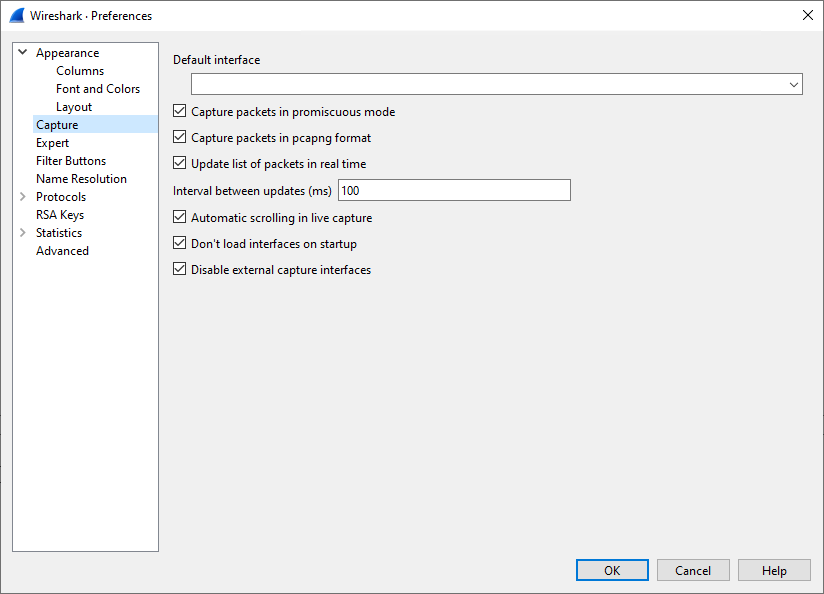 Wireshark · Preferences
Appearance
Columns
Font and Colors
Layout
Capture
Expert
Filter Buttons
Name Resolution
Protocols
RSA Keys
Statistics
Advanced
Default interface
Capture packets in promiscuous mode
Capture packets in pcapng format
Update list of packets in real time
Interval between updates (ms) 100
Automatic scrolling in live capture
Don't load interfaces on startup
Disable external capture interfaces
OK Cancel Help